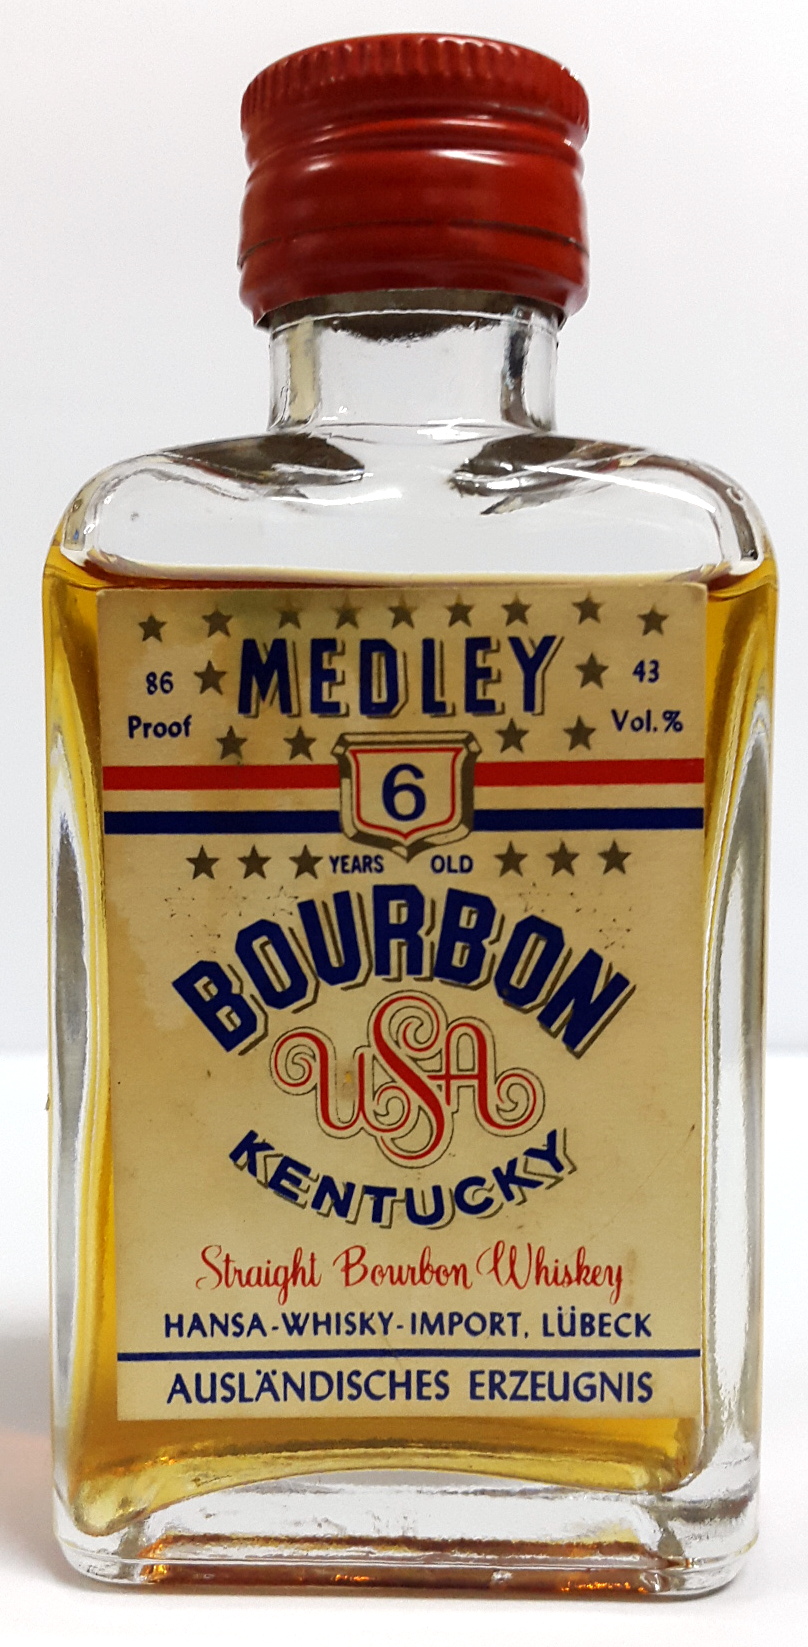 MEDLEY
86
Proof
43
Vol.%
6
YEARS OLD
BOURBON
USA
KENTUCKY
Straight Bourbon Whiskey
HANSA-WHISKY-IMPORT, LÜBECK
AUSLÄNDISCHES ERZEUGNIS